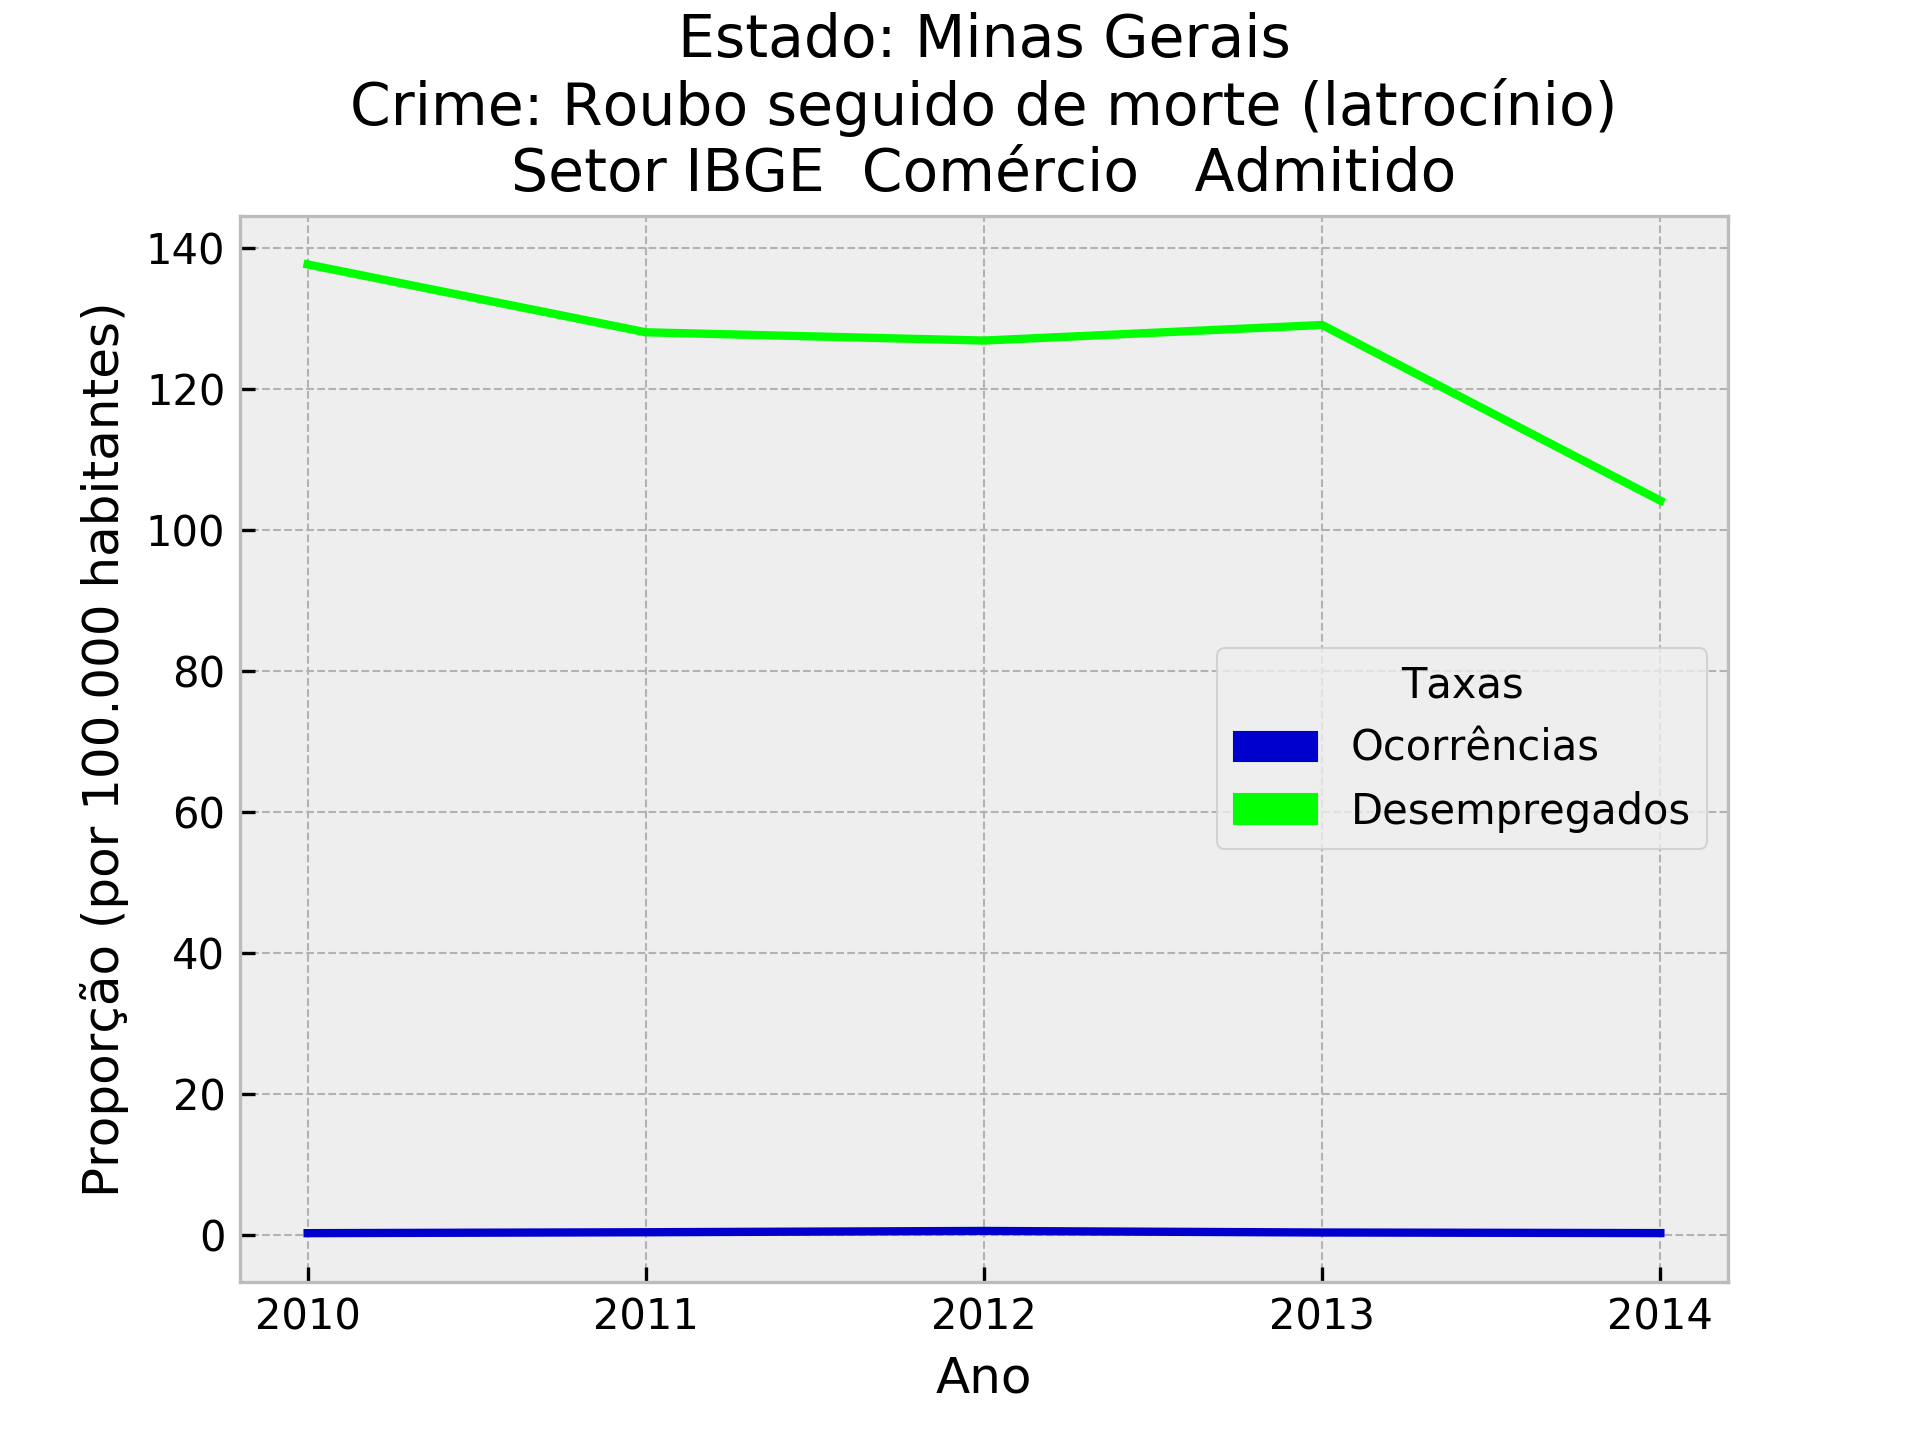 Estado: Minas Gerais
Crime: Roubo seguido de morte (latrocínio)
Setor IBGE  Comércio   Admitido
Proporção (por 100.000 habitantes)
140
120
100
80
60
40
20
0
Taxas
Ocorrências
Desempregados
2010 2011 2012 2013 2014
Ano